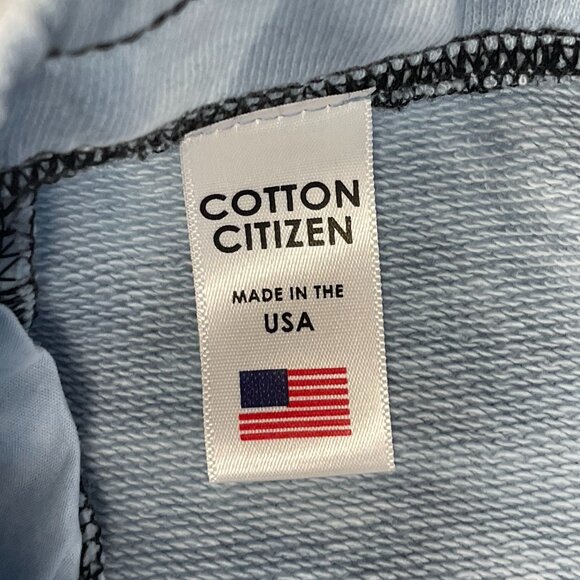 COTTON
CITIZEN
MADE IN THE
USA